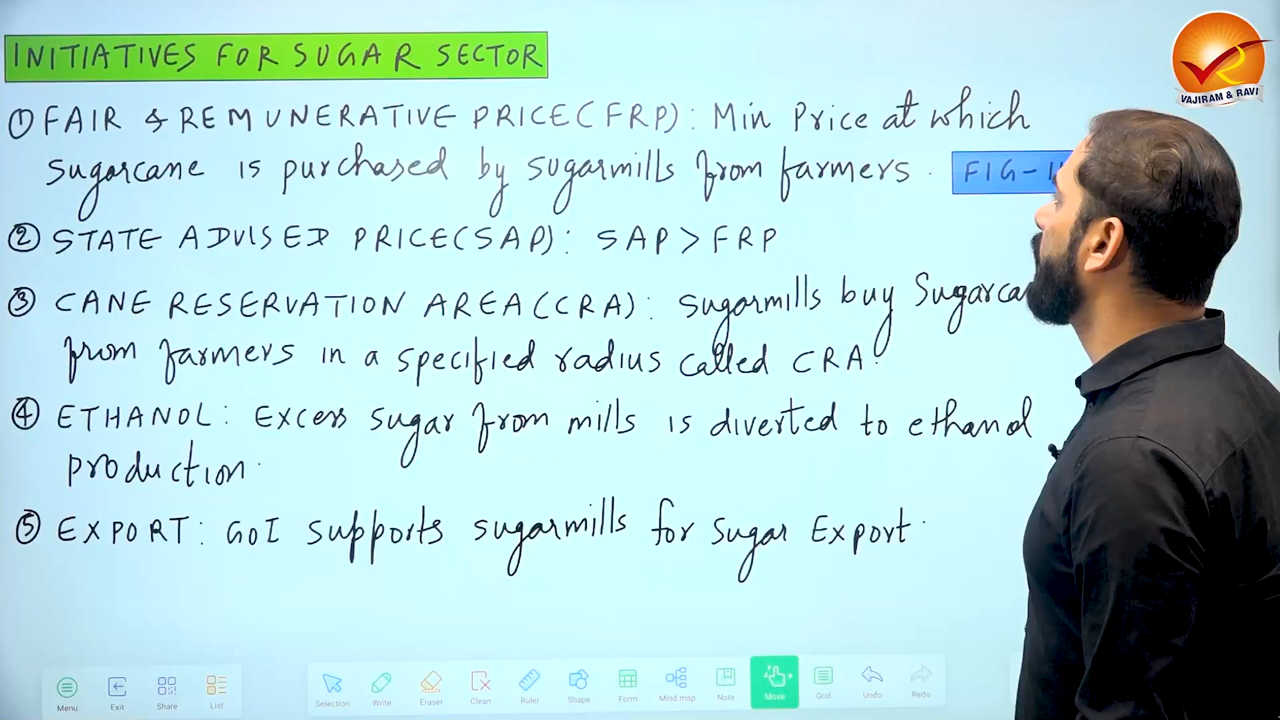 INITIATIVES FOR SUGAR SECTOR
VAJIRAM & RAVI
① FAIR & REMUNERATIVE PRICE(FRP): Min Price at which
sugarcane is purchased by sugarmills from farmers.
FIG-
② STATE ADVISED PRICE(SAP): SAP > FRP
③ CANE RESERVATION AREA(CRA): sugarmills buy Sugarca
from farmers in a specified radius called CRA.
④ ETHANOL: Excess sugar from mills is diverted to ethanol
production.
⑤ EXPORT: GoI supports sugarmills for sugar Export.
Menu Exit Share List Selection Write Eraser Clean Ruler Shape Form Mind map Note Move Grid Undo Redo